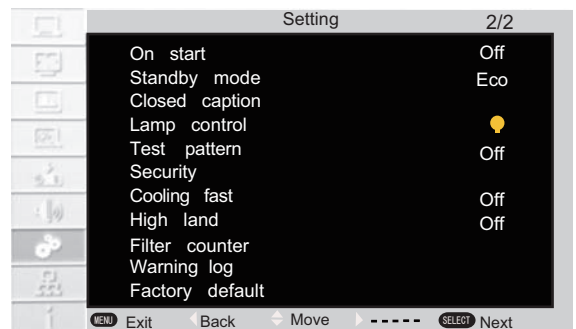 Setting 2/2
On start Off
Standby mode Eco
Closed caption
Lamp control
Test pattern Off
Security
Cooling fast Off
High land Off
Filter counter
Warning log
Factory default
MENU Exit Back Move ----- SELECT Next